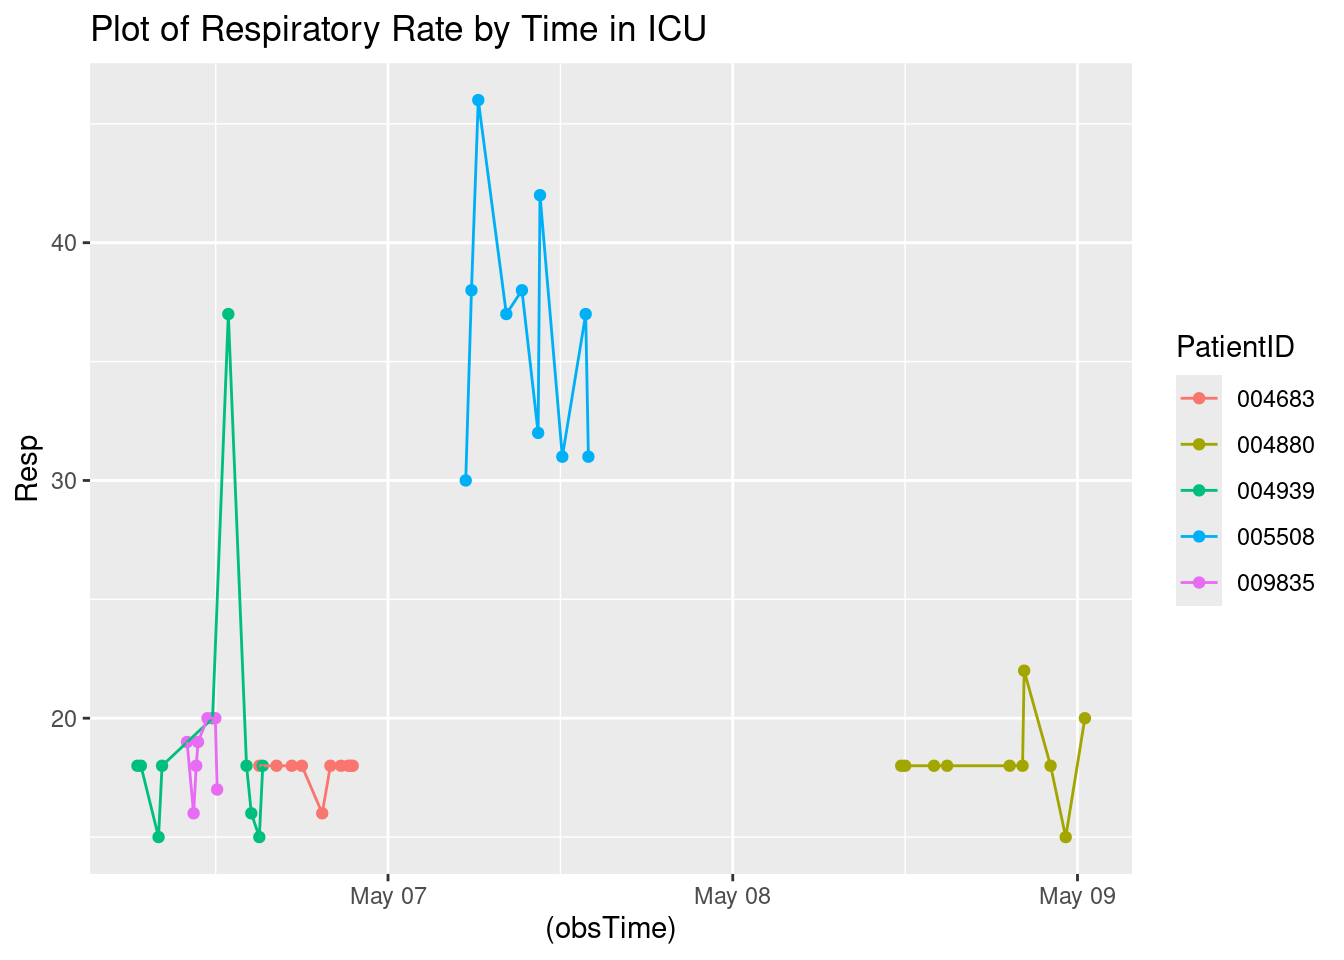 Plot of Respiratory Rate by Time in ICU
40
30
20
Resp
May 07
May 08
May 09
(obsTime)
PatientID
004683
004880
004939
005508
009835